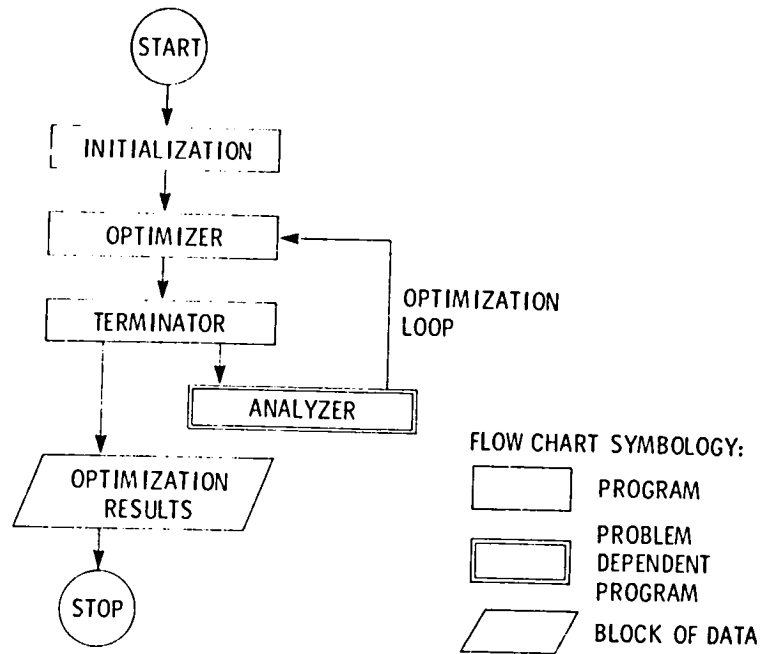 START
INITIALIZATION
OPTIMIZER
TERMINATOR
OPTIMIZATION
LOOP
ANALYZER
OPTIMIZATION
RESULTS
STOP
FLOW CHART SYMBOLOGY:
PROGRAM
PROBLEM
DEPENDENT
PROGRAM
BLOCK OF DATA